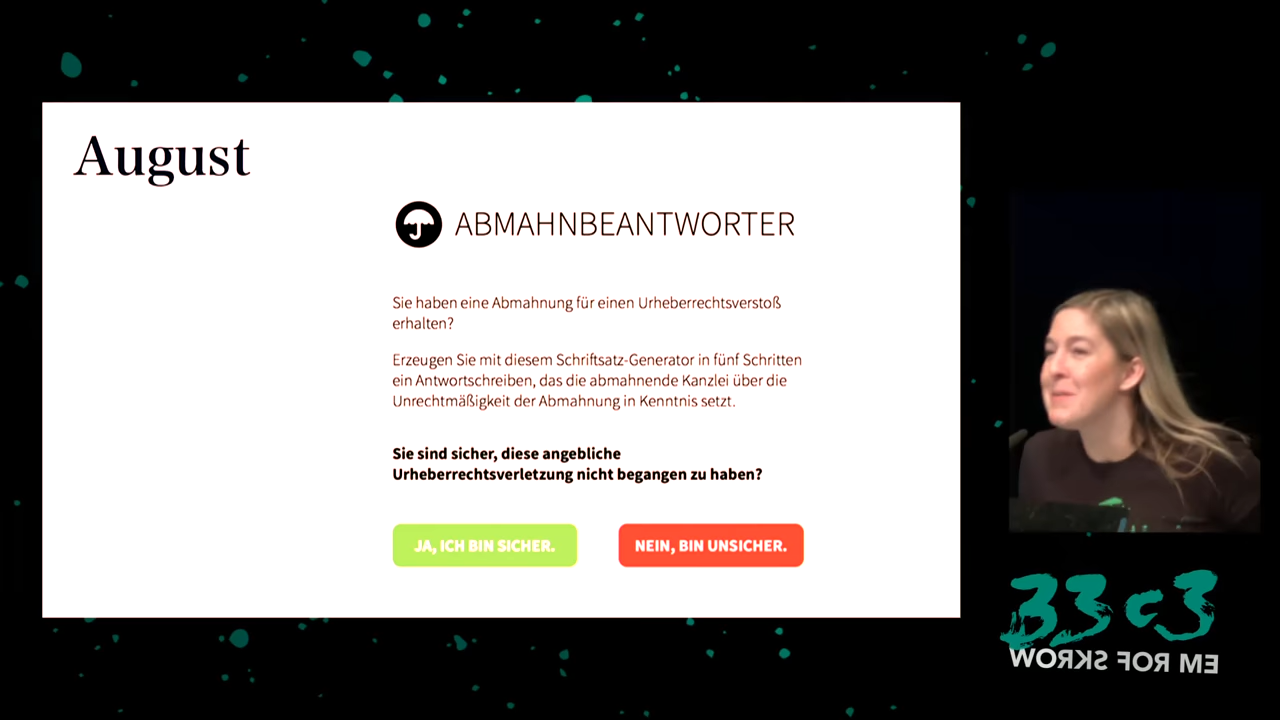 August
ABMAHNBEANTWORTER
Sie haben eine Abmahnung für einen Urheberrechtsverstoß
erhalten?
Erzeugen Sie mit diesem Schriftsatz-Generator in fünf Schritten
ein Antwortschreiben, das die abmahnende Kanzlei über die
Unrechtmäßigkeit der Abmahnung in Kenntnis setzt.
Sie sind sicher, diese angebliche
Urheberrechtsverletzung nicht begangen zu haben?
JA, ICH BIN SICHER.
NEIN, BIN UNSICHER.
33c3
WORKS FOR ME